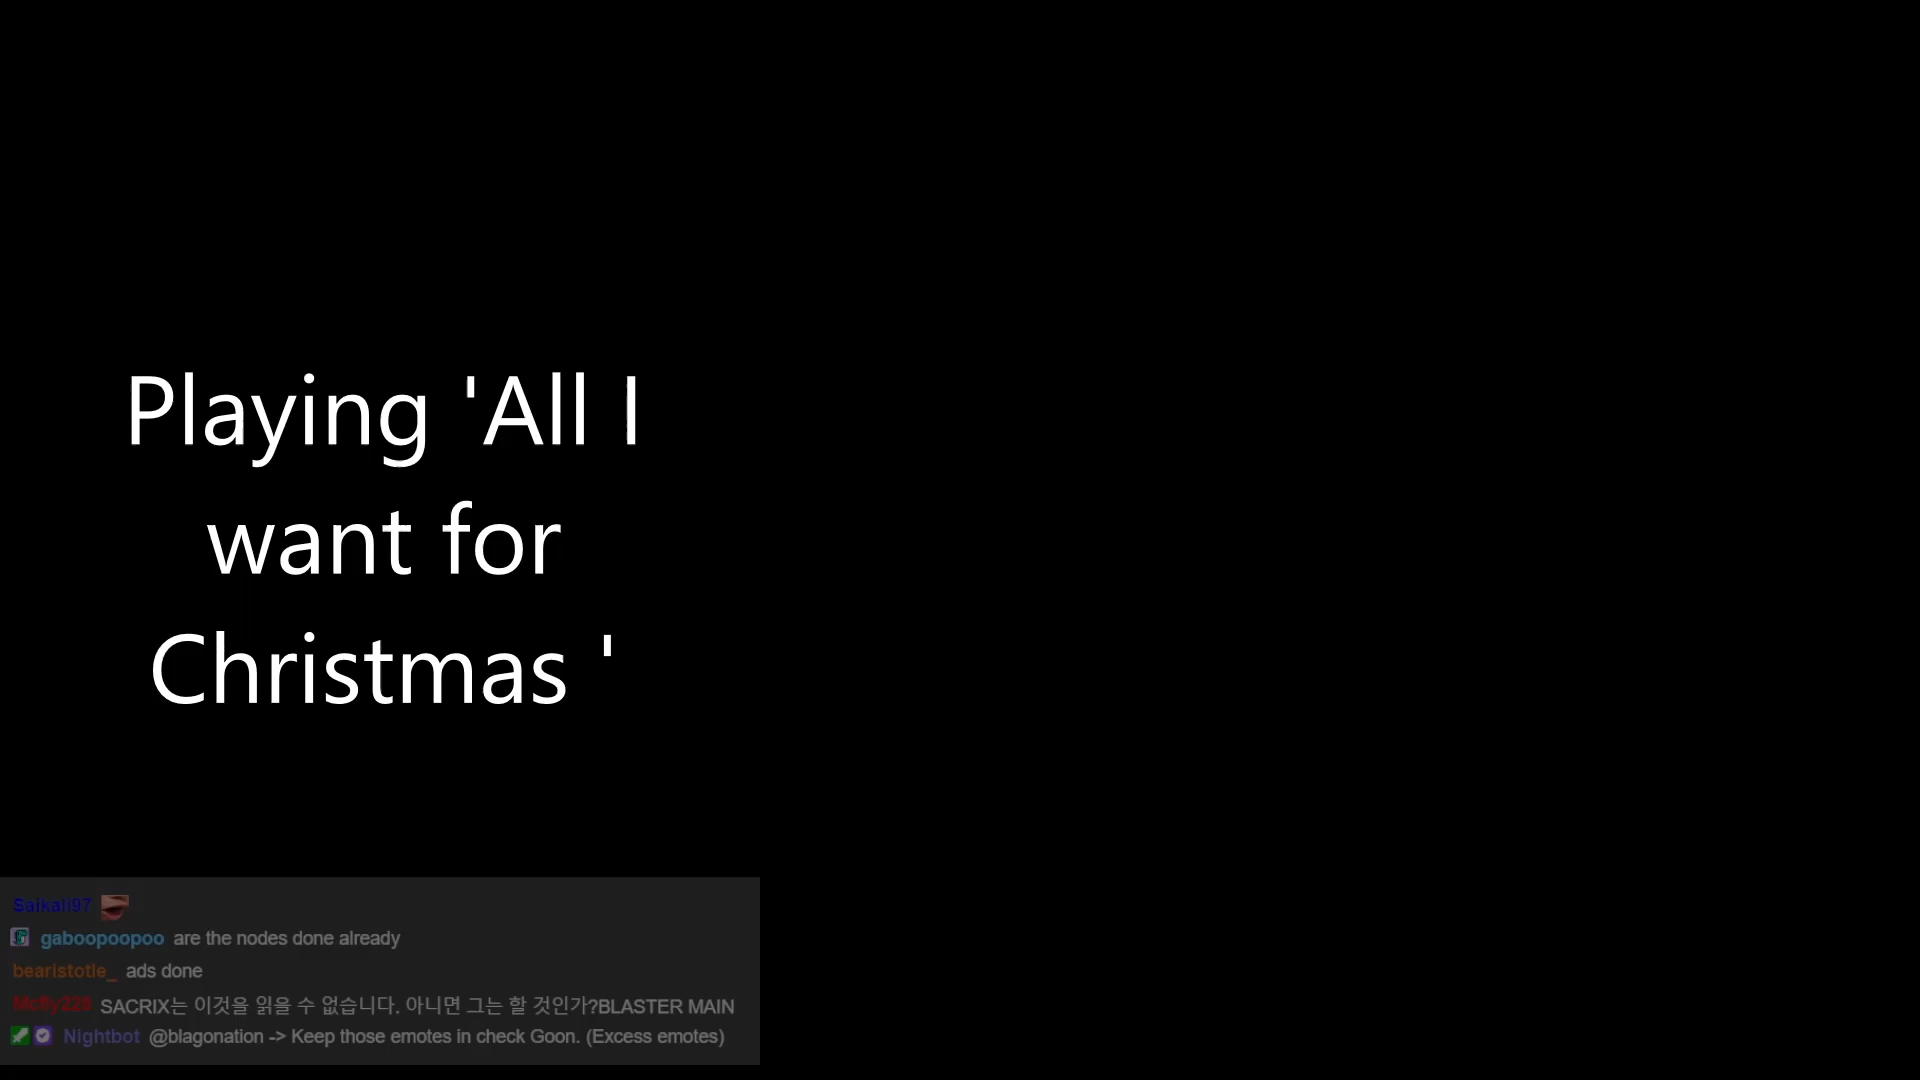 Playing 'All I
want for
Christmas '
Saikali97
gaboopoopoo are the nodes done already
bearistotle_ ads done
Mcfly228 SACRIX는 이것을 읽을 수 없습니다. 아니면 그는 할 것인가?BLASTER MAIN
Nightbot @blagonation -> Keep those emotes in check Goon. (Excess emotes)